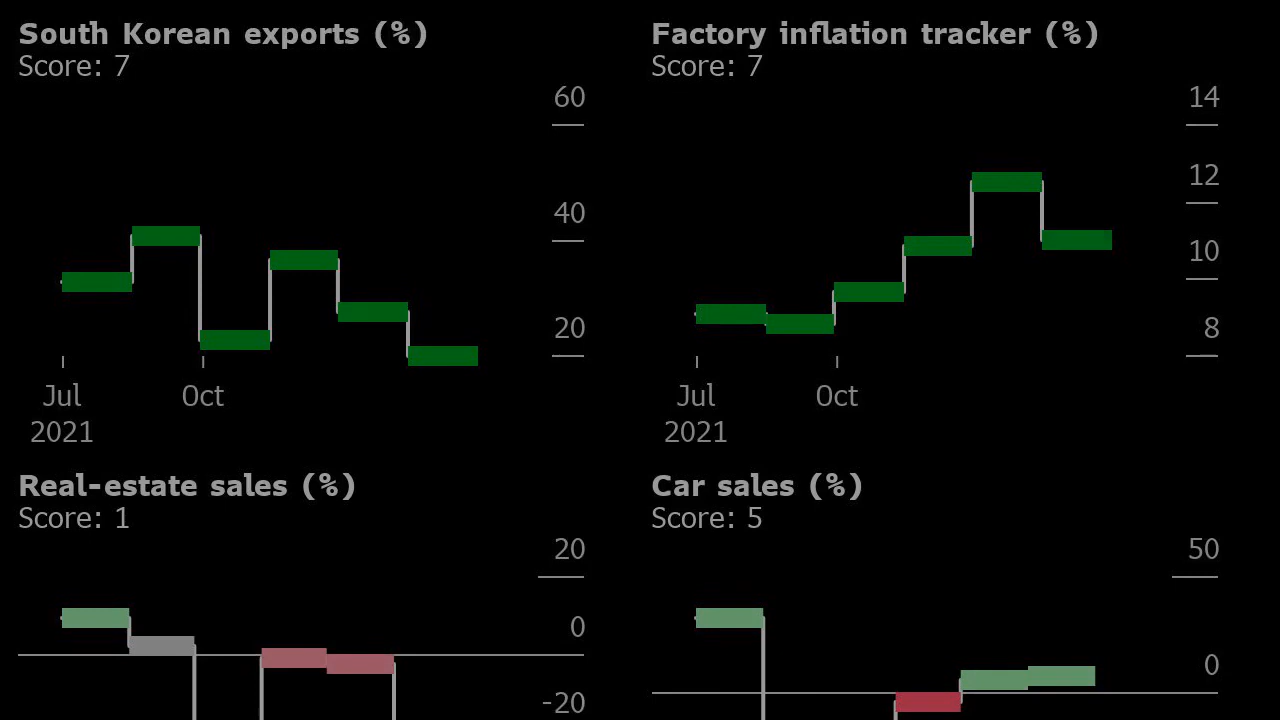 South Korean exports (%)
Score: 7
60
40
20
Jul
Oct
2021
Factory inflation tracker (%)
Score: 7
14
12
10
8
Jul
Oct
2021
Real-estate sales (%)
Score: 1
20
0
-20
Car sales (%)
Score: 5
50
0